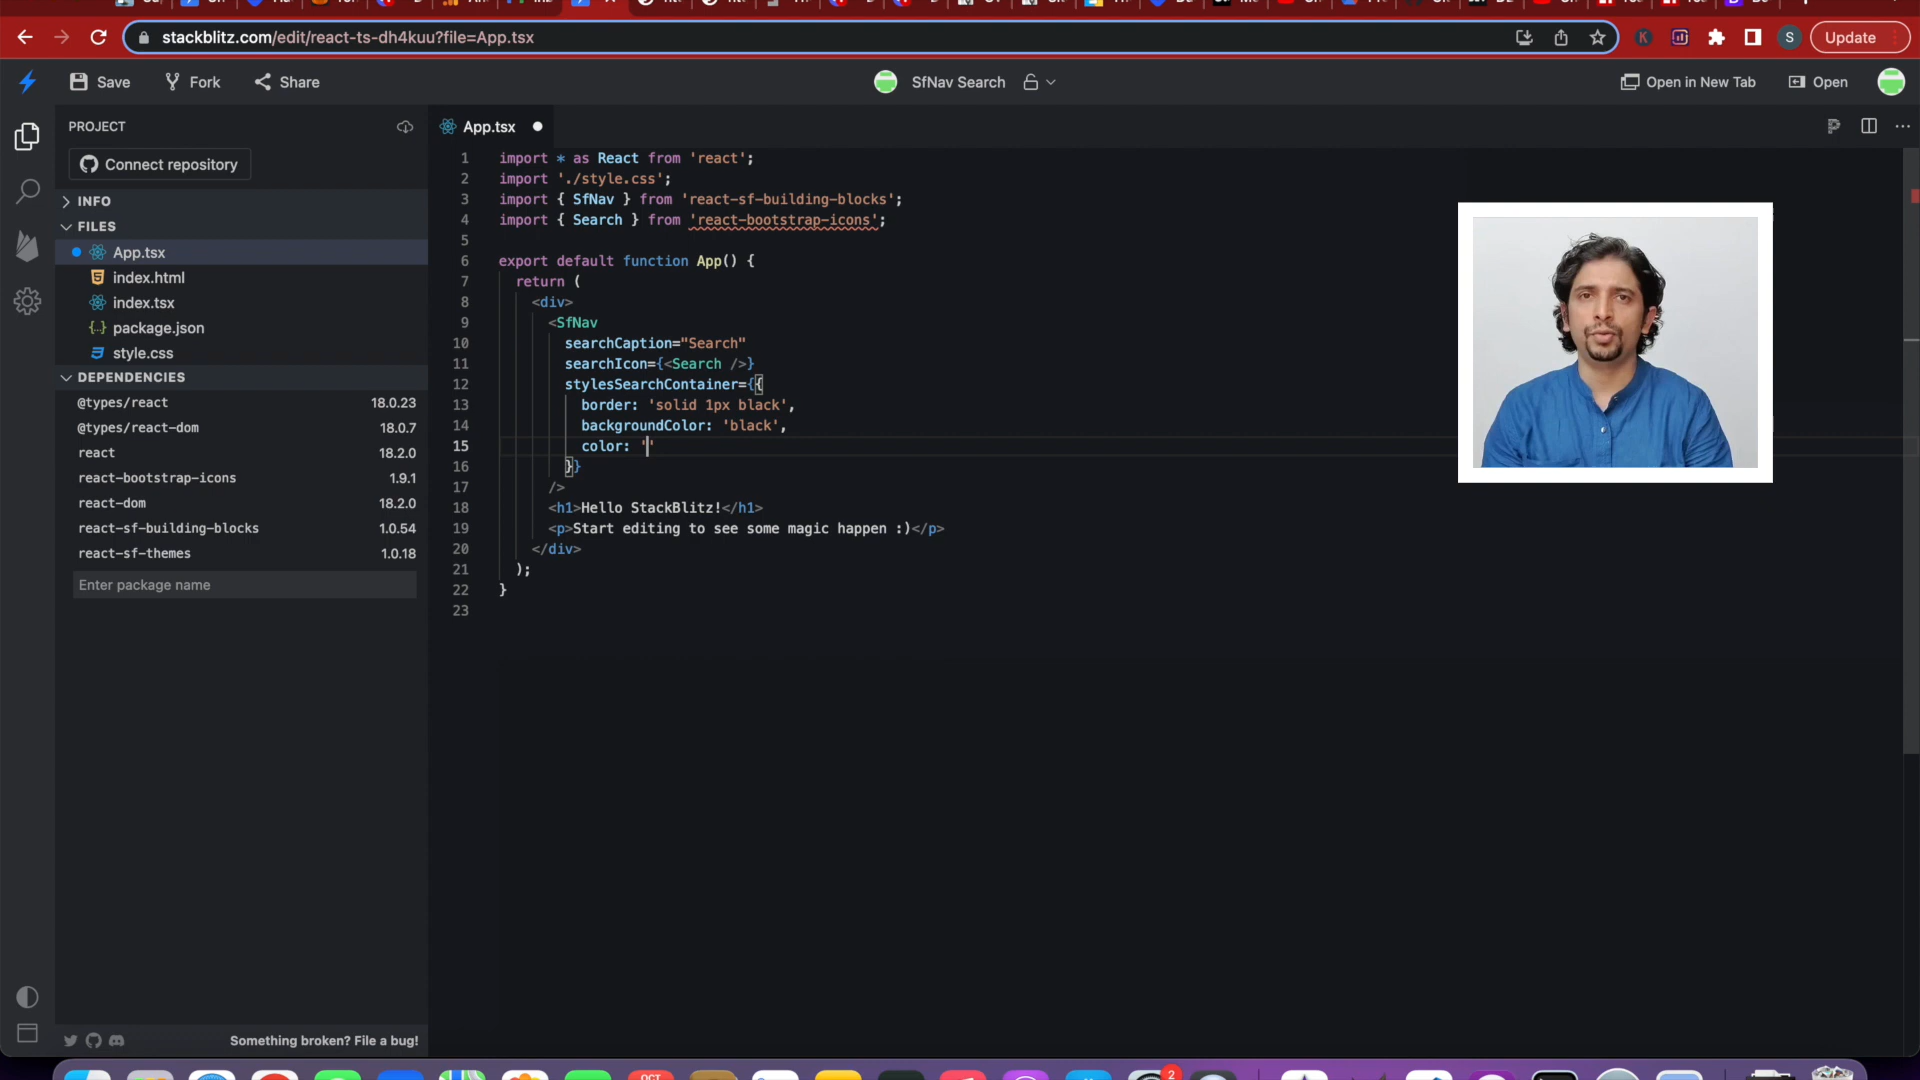 stackblitz.com/edit/react-ts-dh4kuu?file=App.tsx
K
S
Update
Save
Fork
Share
SfNav Search
Open in New Tab
Open
PROJECT
Connect repository
INFO
FILES
App.tsx
index.html
index.tsx
package.json
style.css
DEPENDENCIES
@types/react 18.0.23
@types/react-dom 18.0.7
react 18.2.0
react-bootstrap-icons 1.9.1
react-dom 18.2.0
react-sf-building-blocks 1.0.54
react-sf-themes 1.0.18
Enter package name
Something broken? File a bug!
App.tsx
1 import * as React from 'react';
2 import './style.css';
3 import { SfNav } from 'react-sf-building-blocks';
4 import { Search } from 'react-bootstrap-icons';
5
6 export default function App() {
7 return (
8 <div>
9 <SfNav
10 searchCaption="Search"
11 searchIcon={<Search />}
12 stylesSearchContainer={{
13 border: 'solid 1px black',
14 backgroundColor: 'black',
15 color: ''
16 }}
17 />
18 <h1>Hello StackBlitz!</h1>
19 <p>Start editing to see some magic happen :)</p>
20 </div>
21 );
22 }
23
OCT
2